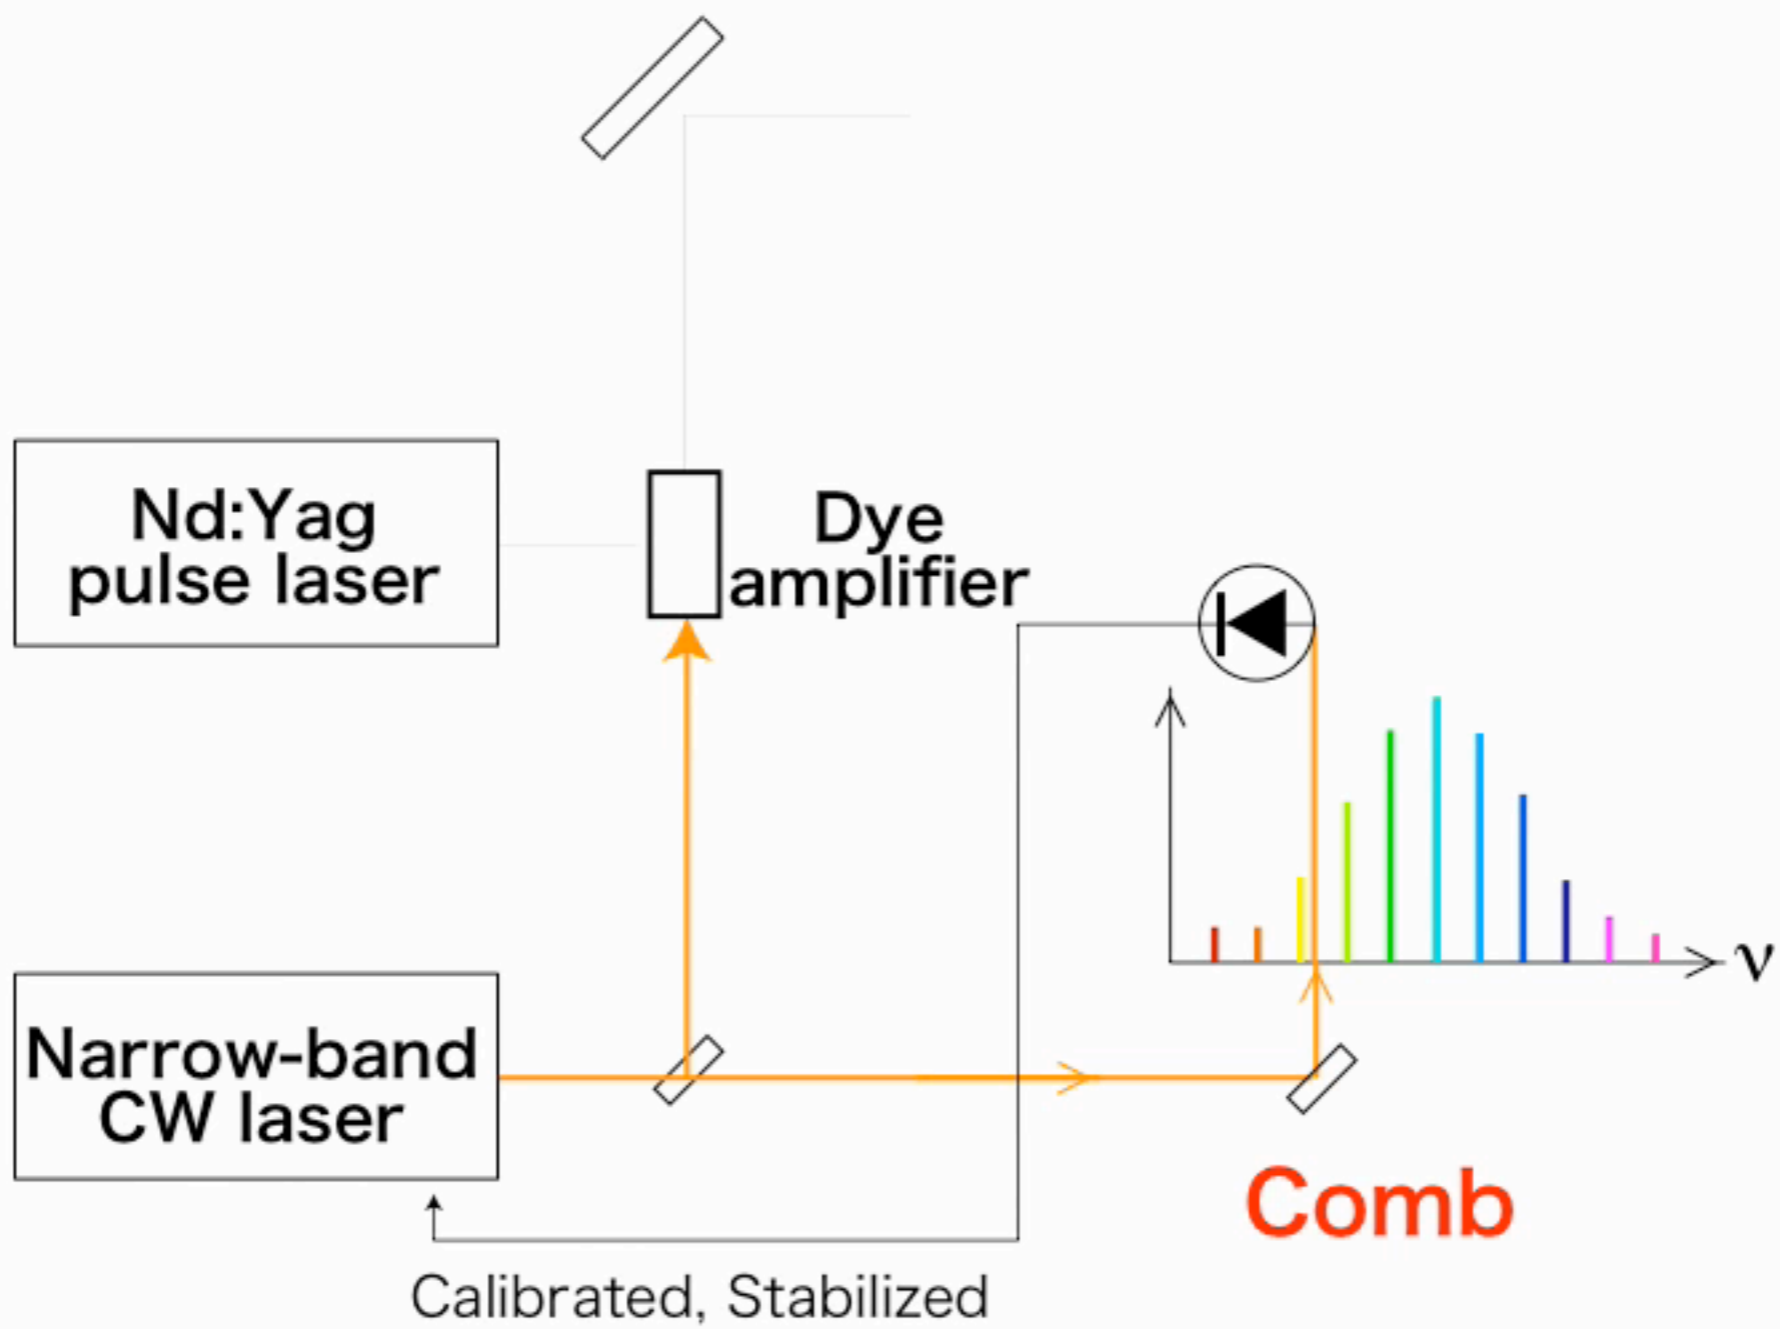 Nd:Yag
pulse laser
Dye
amplifier
ν
Narrow-band
CW laser
Comb
Calibrated, Stabilized